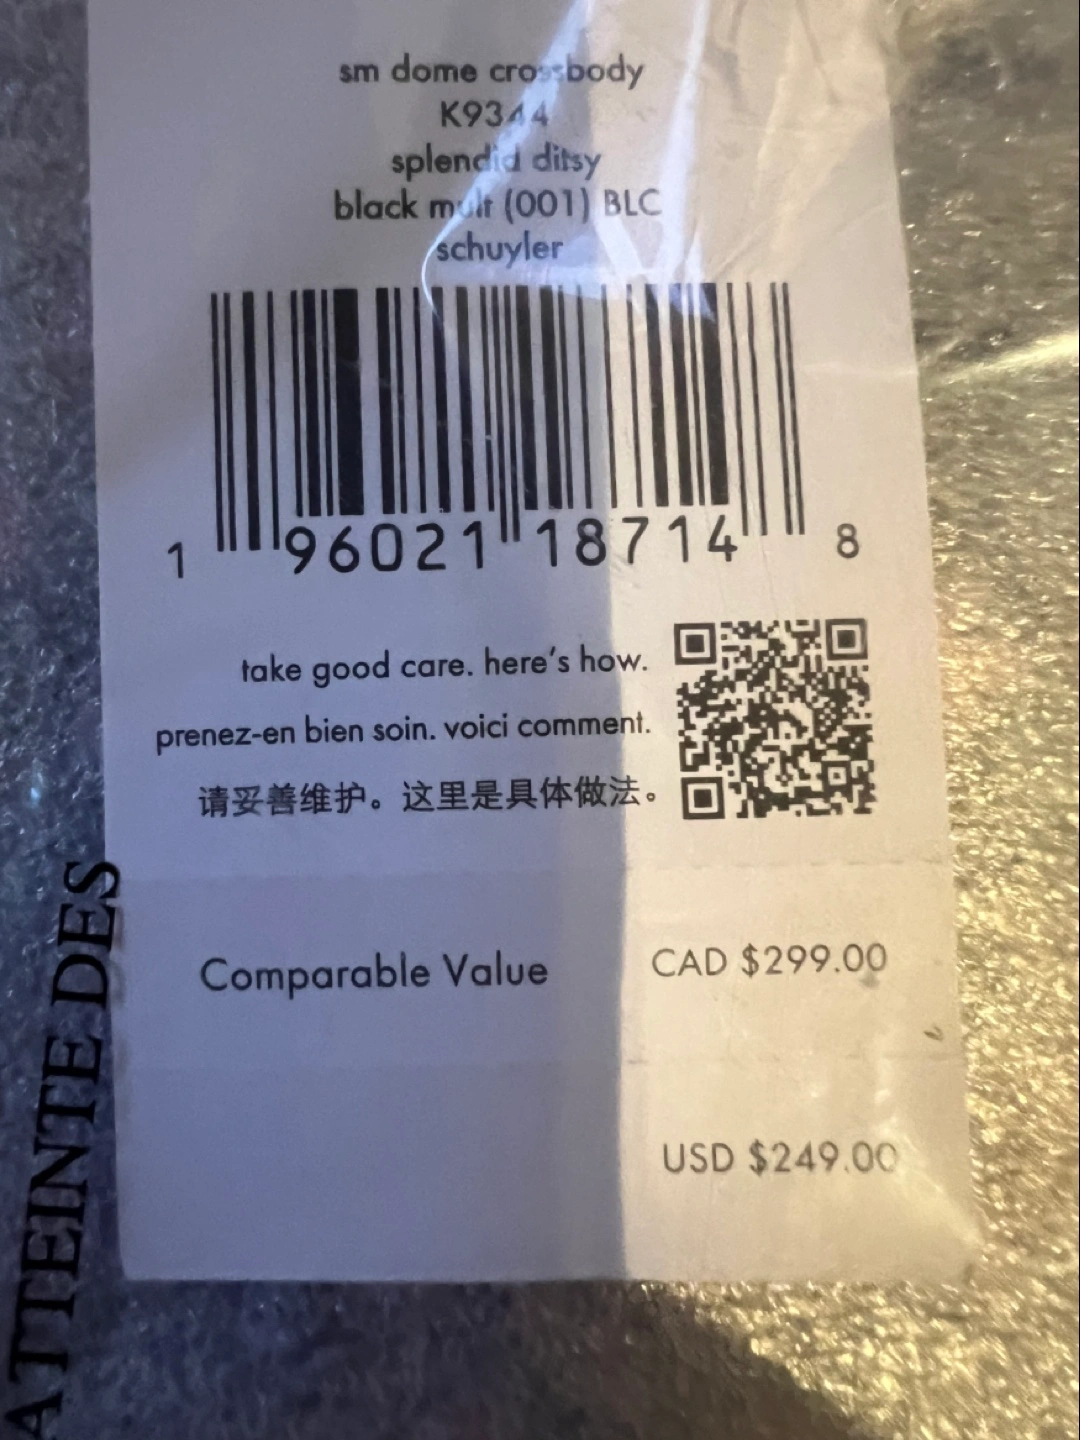 sm dome crossbody
K9344
splendid ditsy
black mult (001) BLC
schuyler
1 96021 18714 8
take good care. here's how.
prenez-en bien soin. voici comment.
请妥善维护。这里是具体做法。
Comparable Value CAD $299.00
USD $249.00
ATTEINTE DES